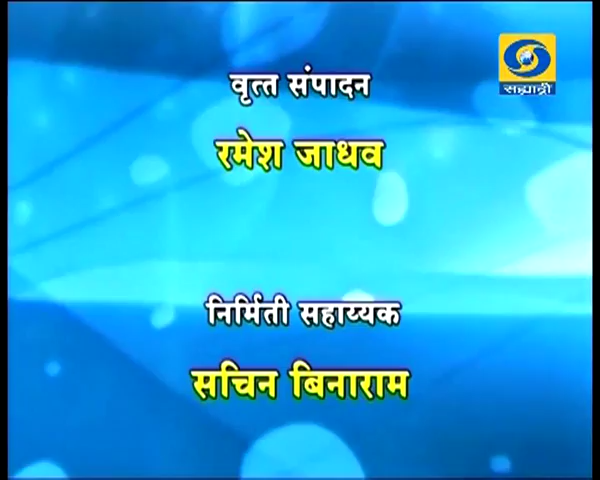 सह्याद्री
वृत्त संपादन
रमेश जाधव
निर्मिती सहाय्यक
सचिन बिनाराम